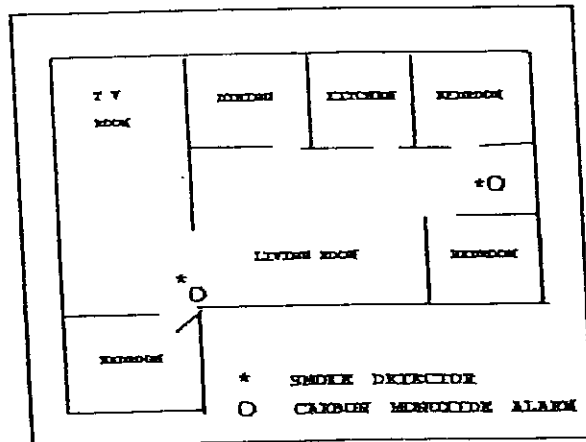 T V
ROOM
DINING
KITCHEN
BEDROOM
*O
LIVING ROOM
BEDROOM
*
O
BEDROOM
* SMOKE DETECTOR
O CARBON MONOXIDE ALARM